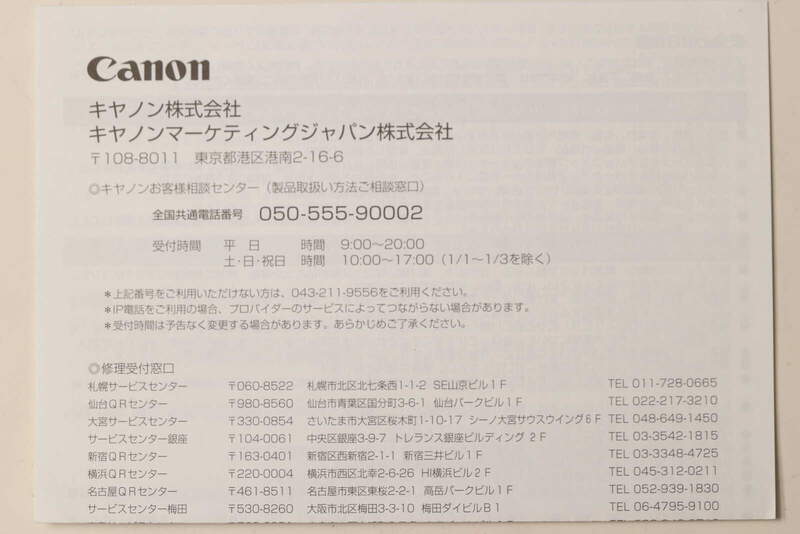 Canon
キヤノン株式会社
キヤノンマーケティングジャパン株式会社
〒108-8011 東京都港区港南2-16-6
◎キヤノンお客様相談センター（製品取扱い方法ご相談窓口）
全国共通電話番号 050-555-90002
受付時間 平 日 時間 9:00〜20:00
土・日・祝日 時間 10:00〜17:00（1/1〜1/3を除く）
＊上記番号をご利用いただけない方は、043-211-9556をご利用ください。
＊IP電話をご利用の場合、プロバイダーのサービスによってつながらない場合があります。
＊受付時間は予告なく変更する場合があります。あらかじめご了承ください。
◎修理受付窓口
札幌サービスセンター 〒060-8522 札幌市北区北七条西1-1-2 SE山京ビル1F TEL 011-728-0665
仙台QRセンター 〒980-8560 仙台市青葉区国分町3-6-1 仙台パークビル1F TEL 022-217-3210
大宮サービスセンター 〒330-0854 さいたま市大宮区桜木町1-10-17 シーノ大宮サウスウイング6F TEL 048-649-1450
サービスセンター銀座 〒104-0061 中央区銀座3-9-7 トレランス銀座ビルディング 2F TEL 03-3542-1815
新宿QRセンター 〒163-0401 新宿区西新宿2-1-1 新宿三井ビル1F TEL 03-3348-4725
横浜QRセンター 〒220-0004 横浜市西区北幸2-6-26 HI横浜ビル2F TEL 045-312-0211
名古屋QRセンター 〒461-8511 名古屋市東区東桜2-2-1 高岳パークビル1F TEL 052-939-1830
サービスセンター梅田 〒530-8260 大阪市北区梅田3-3-10 梅田ダイビルB1 TEL 06-4795-9100